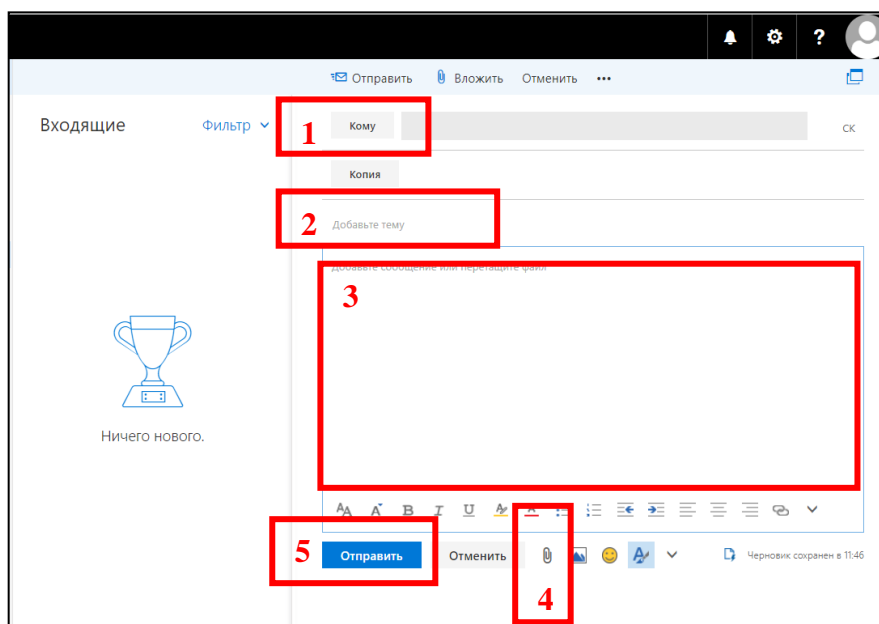 ?
Отправить Вложить Отменить •••
Входящие Фильтр
1 Кому СК
Копия
2 Добавьте тему
Добавьте сообщение или перетащите файл
3
Ничего нового.
5 Отправить Отменить Черновик сохранен в 11:46
4